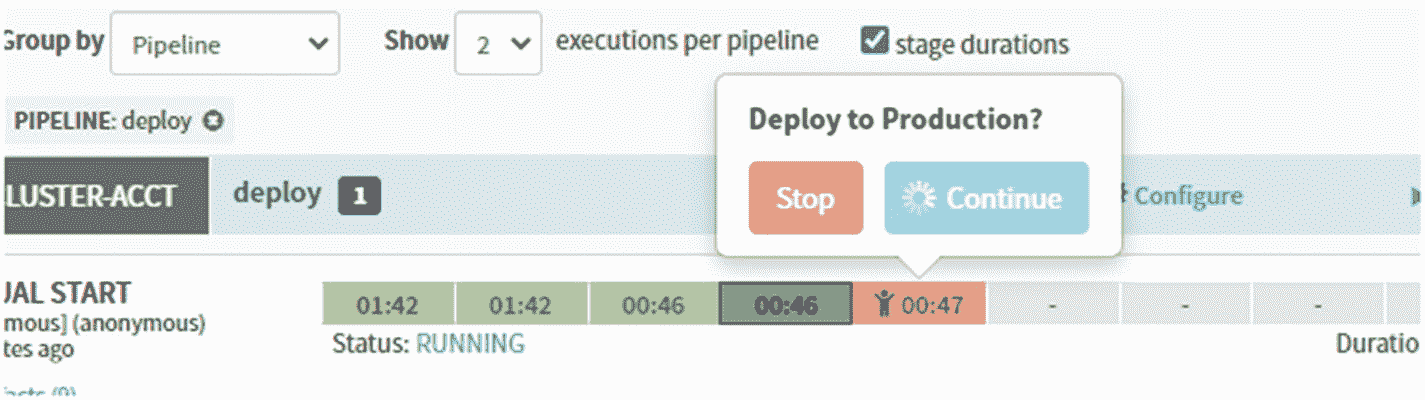 Group by Pipeline Show 2 executions per pipeline stage durations
PIPELINE: deploy
Deploy to Production?
LUSTER-ACCT deploy 1 Stop Continue Configure
UAL START
mous] (anonymous)
tes ago
01:42 01:42 00:46 00:46 00:47 - - -
Status: RUNNING Duratio